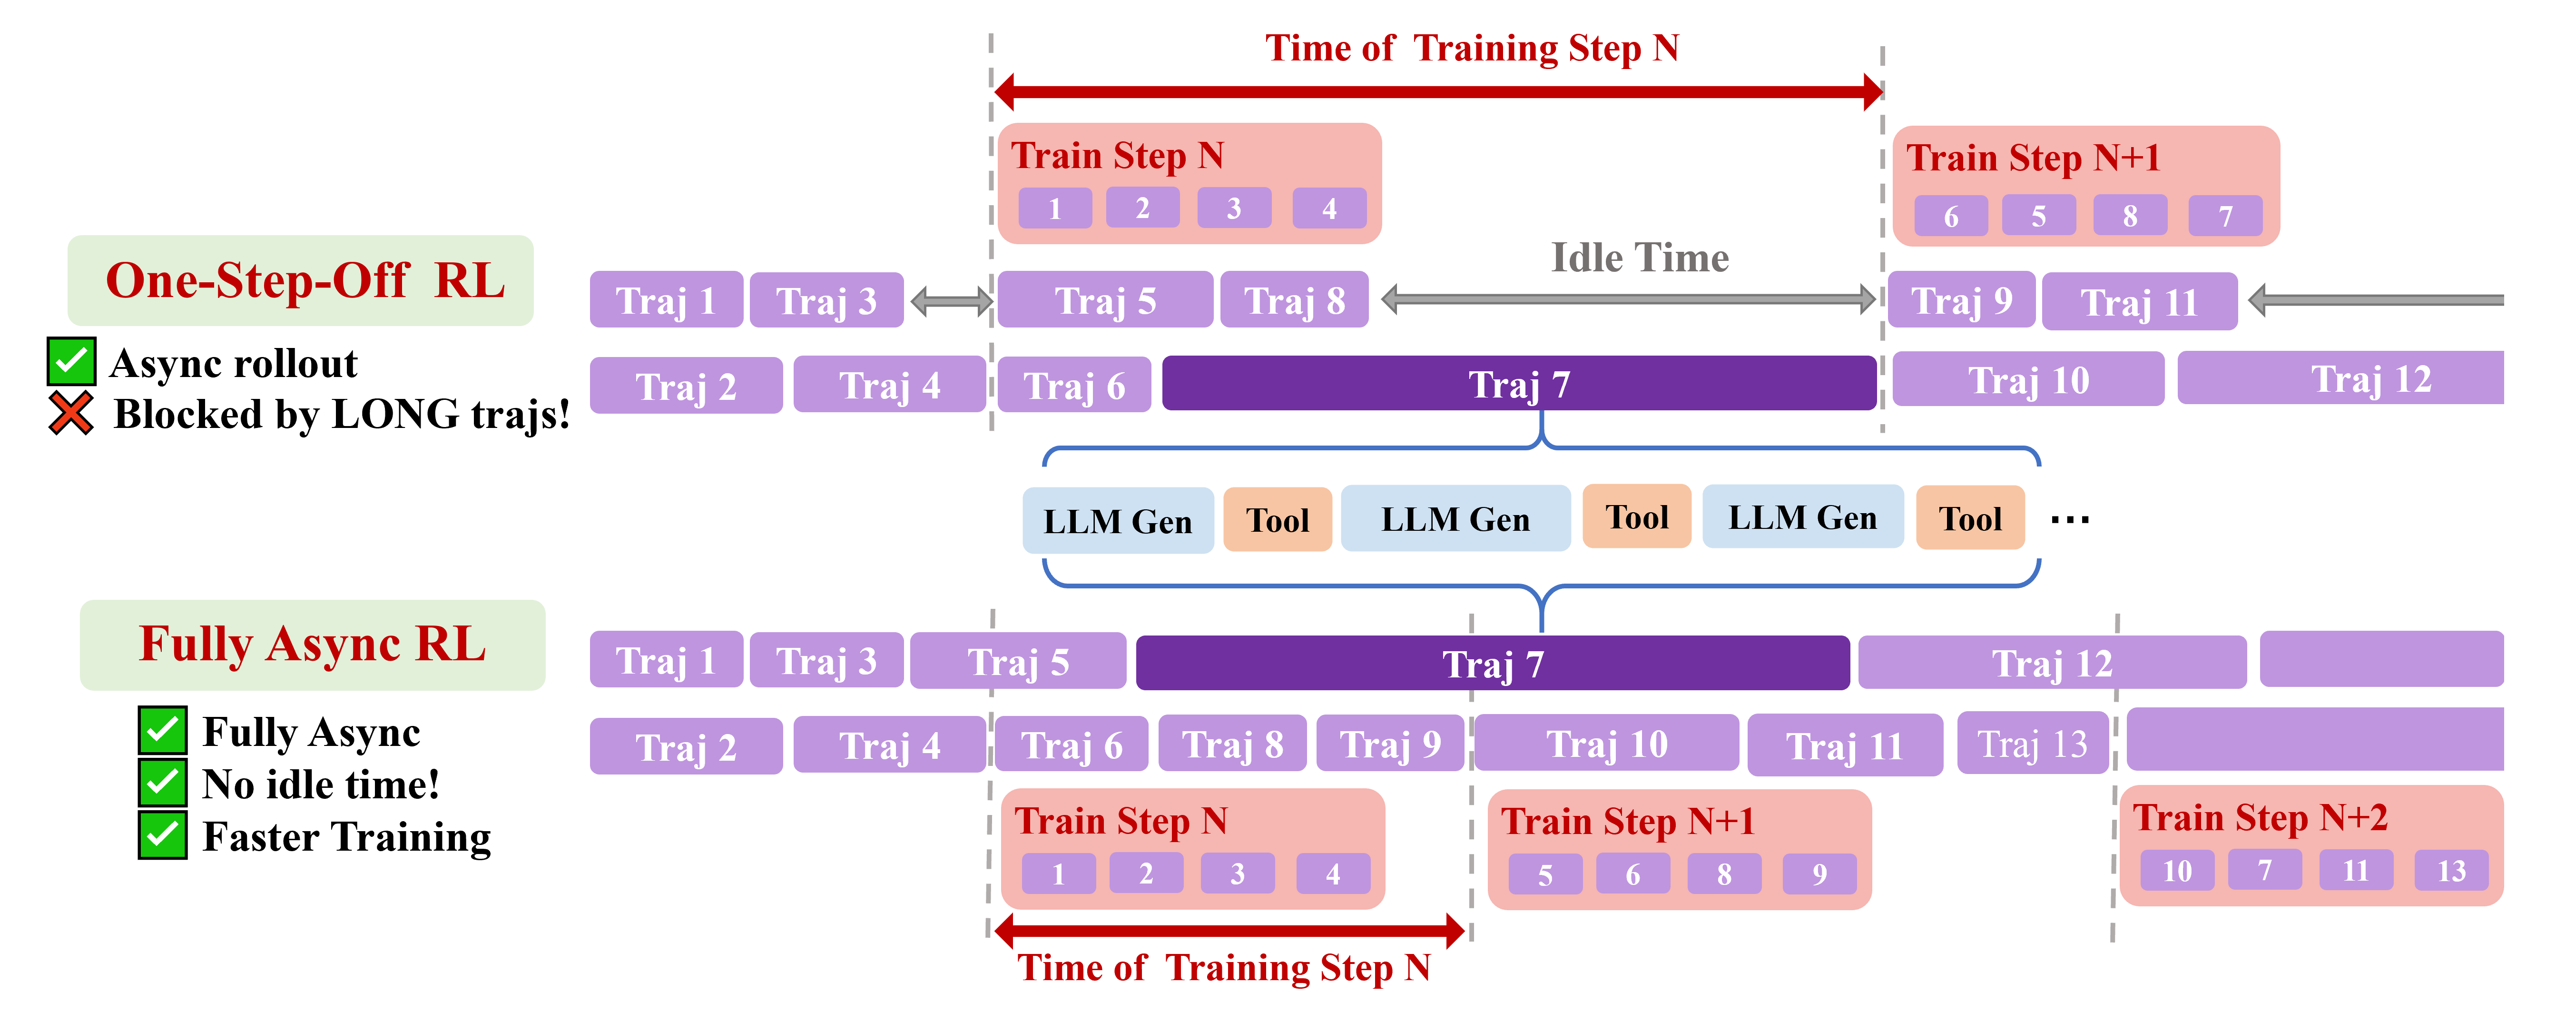 Time of Training Step N
Train Step N
1 2 3 4
Train Step N+1
6 5 8 7
One-Step-Off RL
Idle Time
Traj 1 Traj 3 Traj 5 Traj 8 Traj 9 Traj 11
Async rollout
Traj 2 Traj 4 Traj 6 Traj 7 Traj 10 Traj 12
Blocked by LONG trajs!
LLM Gen Tool LLM Gen Tool LLM Gen Tool ...
Fully Async RL
Traj 1 Traj 3 Traj 5 Traj 7 Traj 12
Fully Async
Traj 2 Traj 4 Traj 6 Traj 8 Traj 9 Traj 10 Traj 11 Traj 13
No idle time!
Faster Training
Train Step N
1 2 3 4
Train Step N+1
5 6 8 9
Train Step N+2
10 7 11 13
Time of Training Step N